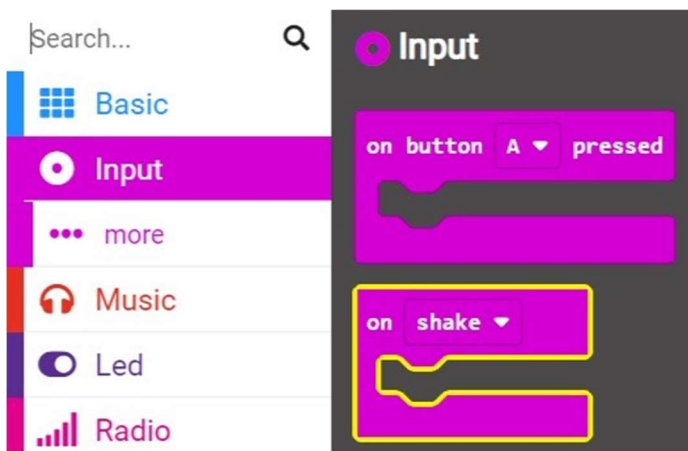 Search...
Basic
Input
more
Music
Led
Radio
Input
on button A pressed
on shake